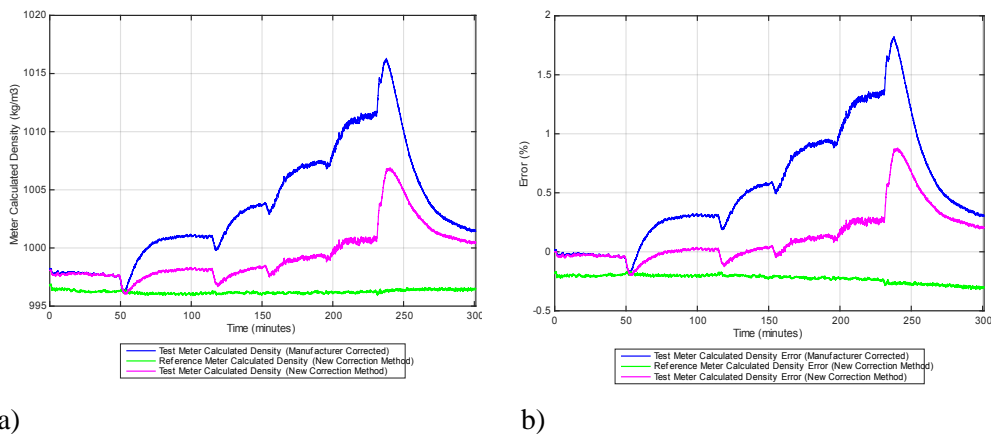 1020
1015
1010
1005
1000
995
0
50
100
150
200
250
300
Meter Calculated Density (kg/m3)
Time (minutes)
Test Meter Calculated Density (Manufacturer Corrected)
Reference Meter Calculated Density (New Correction Method)
Test Meter Calculated Density (New Correction Method)
a)
2
1.5
1
0.5
0
-0.5
0
50
100
150
200
250
300
Error (%)
Time (minutes)
Test Meter Calculated Density Error (Manufacturer Corrected)
Reference Meter Calculated Density Error (New Correction Method)
Test Meter Calculated Density Error (New Correction Method)
b)